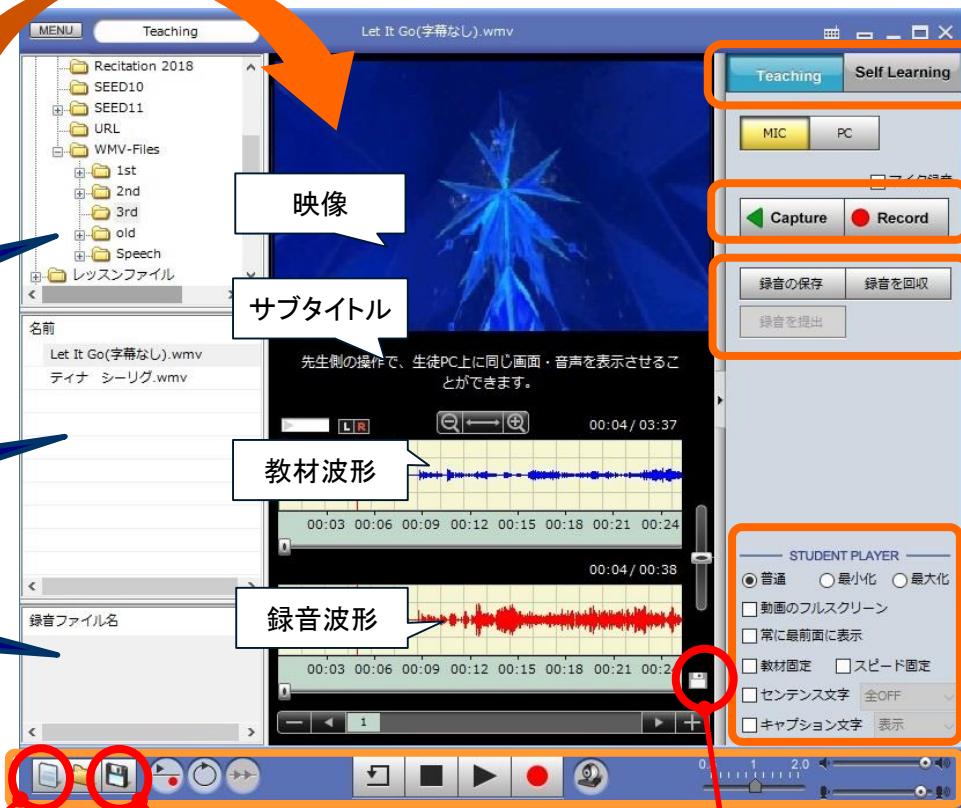 MENU
Teaching
Let It Go(字幕なし).wmv
Recitation 2018
SEED10
SEED11
URL
WMV-Files
1st
2nd
3rd
old
Speech
レッスンファイル
名前
Let It Go(字幕なし).wmv
ティナ シーリグ.wmv
録音ファイル名
映像
サブタイトル
先生側の操作で、生徒PC上に同じ画面・音声を表示させるこ
とができます。
L R
00:04 / 03:37
教材波形
00:03 00:06 00:09 00:12 00:15 00:18 00:21 00:24
00:04 / 00:38
録音波形
00:03 00:06 00:09 00:12 00:15 00:18 00:21 00:24
1
Teaching Self Learning
MIC PC
マイク録音
Capture Record
録音の保存 録音を回収
録音を提出
STUDENT PLAYER
普通 最小化 最大化
動画のフルスクリーン
常に最前面に表示
教材固定 スピード固定
センテンス文字 全OFF
キャプション文字 表示
1 2.0